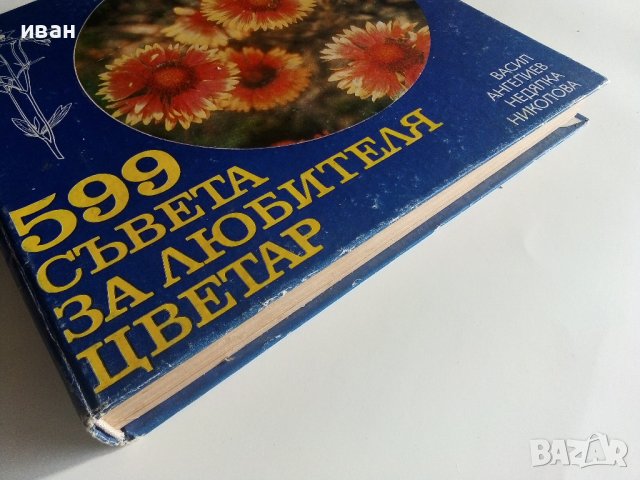 иван
ВАСИЛ
АНГЕЛИЕВ
НЕДЯЛКА
НИКОЛОВА
599
СЪВЕТА
ЗА ЛЮБИТЕЛЯ
ЦВЕТАР
BAZAR